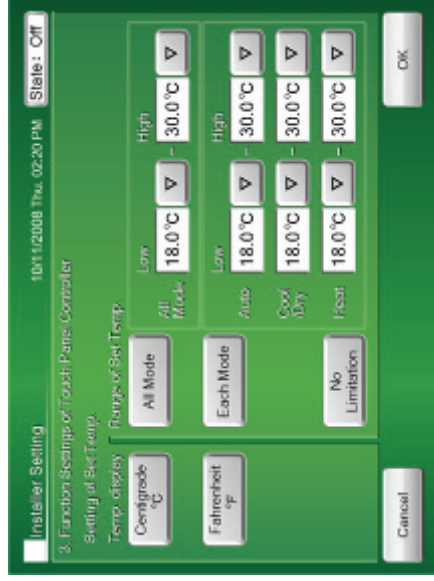 Installer Setting 10/11/2008 Thu. 02:20 PM State: Off
3. Function Settings of Touch Panel Controller
Setting of Set Temp.
Temp. display
Centigrade
°C
Fahrenheit
°F
Range of Set Temp.
All Mode
Each Mode
No
Limitation
Low High
All
Mode
18.0°C ▽ – 30.0°C ▽
Low High
Auto 18.0°C ▽ – 30.0°C ▽
Cool
/Dry
18.0°C ▽ – 30.0°C ▽
Heat 18.0°C ▽ – 30.0°C ▽
Cancel OK